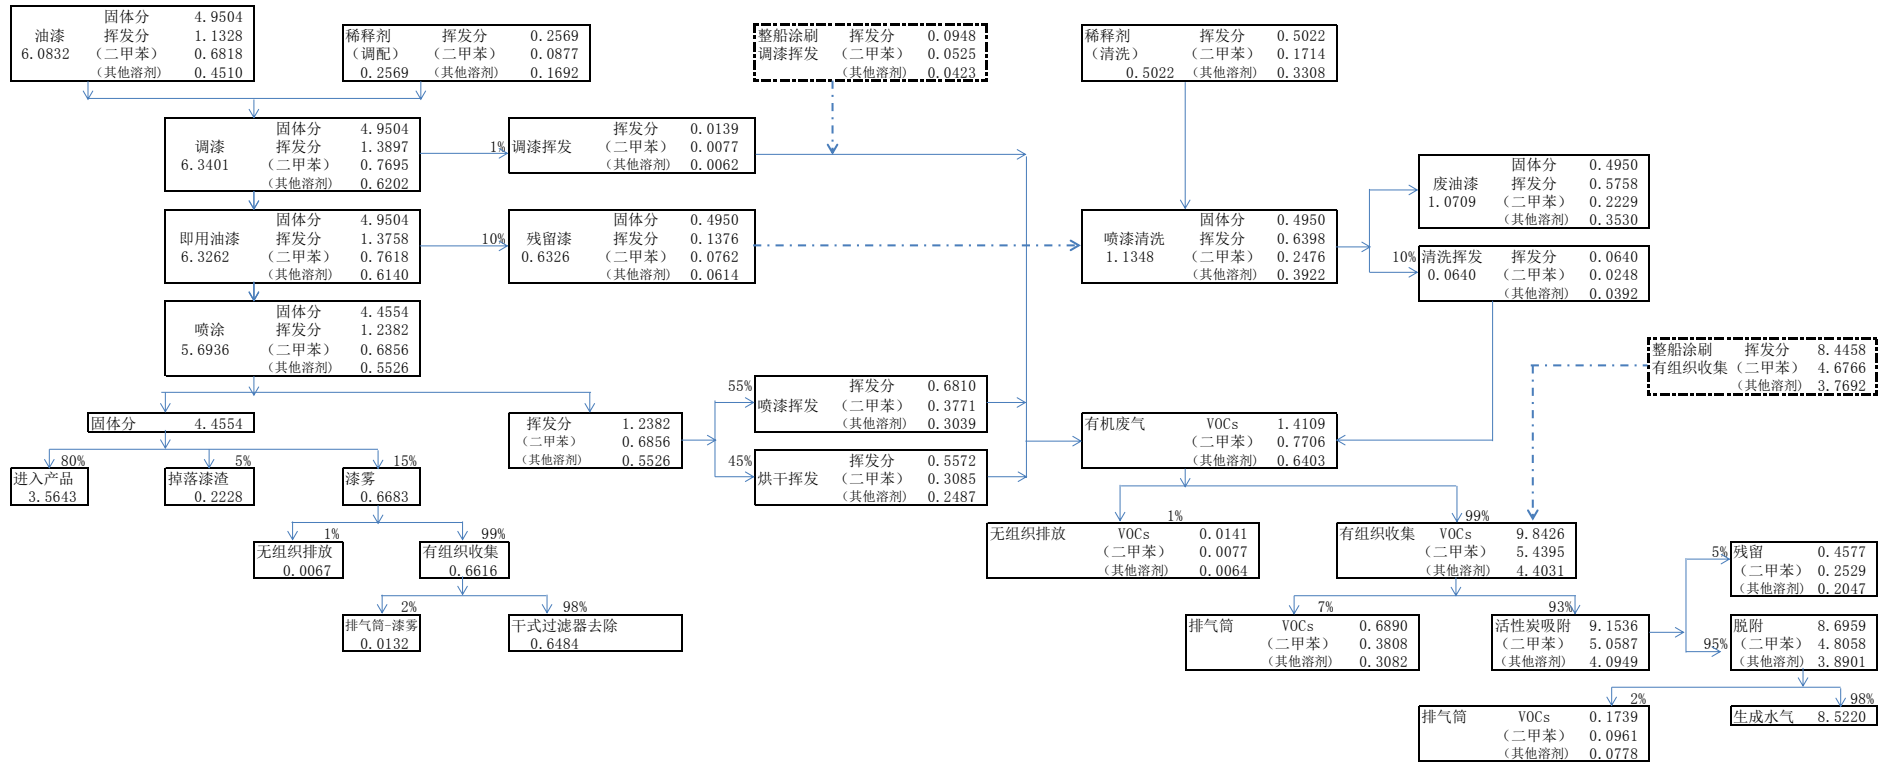 油漆 6.0832
固体分 4.9504
挥发分 1.1328
（二甲苯） 0.6818
（其他溶剂） 0.4510
稀释剂 挥发分 0.2569
（调配） （二甲苯） 0.0877
0.2569 （其他溶剂） 0.1692
整船涂刷 挥发分 0.0948
调漆挥发 （二甲苯） 0.0525
（其他溶剂） 0.0423
稀释剂 挥发分 0.5022
（清洗） （二甲苯） 0.1714
0.5022 （其他溶剂） 0.3308
调漆 6.3401
固体分 4.9504
挥发分 1.3897
（二甲苯） 0.7695
（其他溶剂） 0.6202
1%
挥发分 0.0139
调漆挥发 （二甲苯） 0.0077
（其他溶剂） 0.0062
即用油漆 6.3262
固体分 4.9504
挥发分 1.3758
（二甲苯） 0.7618
（其他溶剂） 0.6140
10%
残留漆 0.6326
固体分 0.4950
挥发分 0.1376
（二甲苯） 0.0762
（其他溶剂） 0.0614
喷漆清洗 1.1348
固体分 0.4950
挥发分 0.6398
（二甲苯） 0.2476
（其他溶剂） 0.3922
废油漆 1.0709
固体分 0.4950
挥发分 0.5758
（二甲苯） 0.2229
（其他溶剂） 0.3530
10%
清洗挥发 挥发分 0.0640
0.0640 （二甲苯） 0.0248
（其他溶剂） 0.0392
喷涂 5.6936
固体分 4.4554
挥发分 1.2382
（二甲苯） 0.6856
（其他溶剂） 0.5526
整船涂刷 挥发分 8.4458
有组织收集 （二甲苯） 4.6766
（其他溶剂） 3.7692
固体分 4.4554
挥发分 1.2382
（二甲苯） 0.6856
（其他溶剂） 0.5526
55%
挥发分 0.6810
喷漆挥发 （二甲苯） 0.3771
（其他溶剂） 0.3039
45%
挥发分 0.5572
烘干挥发 （二甲苯） 0.3085
（其他溶剂） 0.2487
有机废气 VOCs 1.4109
（二甲苯） 0.7706
（其他溶剂） 0.6403
80%
进入产品
3.5643
5%
掉落漆渣
0.2228
15%
漆雾
0.6683
1%
无组织排放
0.0067
99%
有组织收集
0.6616
2%
排气筒-漆雾
0.0132
98%
干式过滤器去除
0.6484
1%
无组织排放 VOCs 0.0141
（二甲苯） 0.0077
（其他溶剂） 0.0064
99%
有组织收集 VOCs 9.8426
（二甲苯） 5.4395
（其他溶剂） 4.4031
7%
排气筒 VOCs 0.6890
（二甲苯） 0.3808
（其他溶剂） 0.3082
93%
活性炭吸附 9.1536
（二甲苯） 5.0587
（其他溶剂） 4.0949
5%
残留 0.4577
（二甲苯） 0.2529
（其他溶剂） 0.2047
95%
脱附 8.6959
（二甲苯） 4.8058
（其他溶剂） 3.8901
2%
排气筒 VOCs 0.1739
（二甲苯） 0.0961
（其他溶剂） 0.0778
98%
生成水气 8.5220